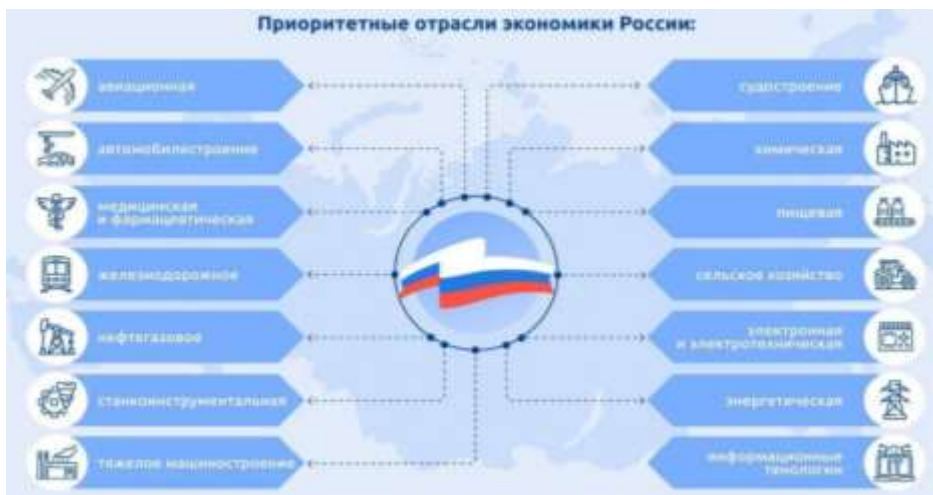 Приоритетные отрасли экономики России:
авиационная
автомобилестроение
медицинская
и фармацевтическая
железнодорожное
нефтегазовое
станкоинструментальная
тяжелое машиностроение
судостроение
химическая
пищевая
сельское хозяйство
электронная
и электротехническая
энергетическая
информационные
технологии